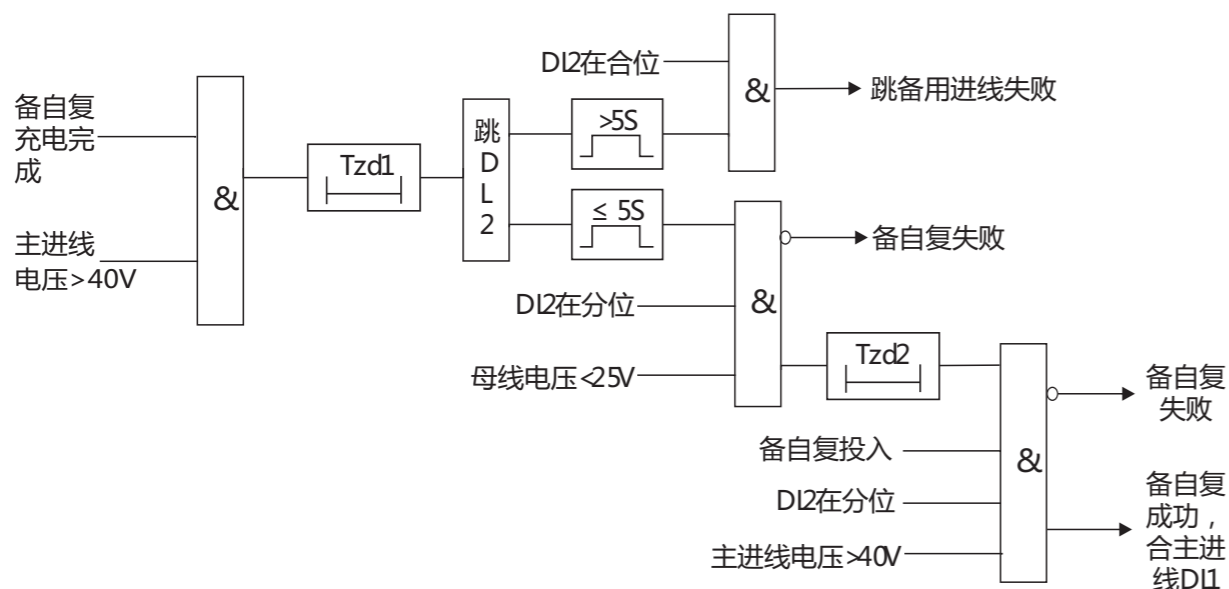 备自复
充电完
成
主进线
电压>40V
&
Tzd1
跳
D
L
2
>5S
≤ 5S
DL2在合位
&
跳备用进线失败
备自复失败
DL2在分位
母线电压<25V
&
Tzd2
备自复投入
DL2在分位
主进线电压>40V
&
备自复
失败
备自复
成功，
合主进
线DL1